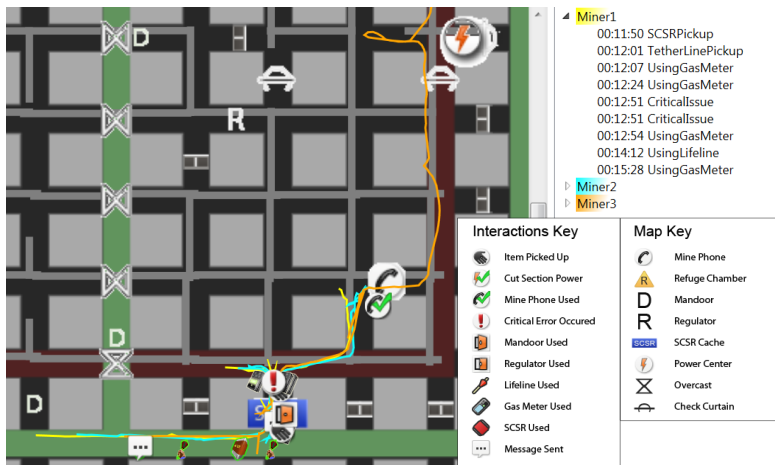 D
R
D
D
S
Miner1
00:11:50 SCSRPickup
00:12:01 TetherLinePickup
00:12:07 UsingGasMeter
00:12:24 UsingGasMeter
00:12:51 CriticalIssue
00:12:51 CriticalIssue
00:12:54 UsingGasMeter
00:14:12 UsingLifeline
00:15:28 UsingGasMeter
Miner2
Miner3
Interactions Key
Item Picked Up
Cut Section Power
Mine Phone Used
Critical Error Occured
Mandoor Used
Regulator Used
Lifeline Used
Gas Meter Used
SCSR Used
Message Sent
Map Key
Mine Phone
R Refuge Chamber
D Mandoor
R Regulator
SCSR SCSR Cache
Power Center
Overcast
Check Curtain